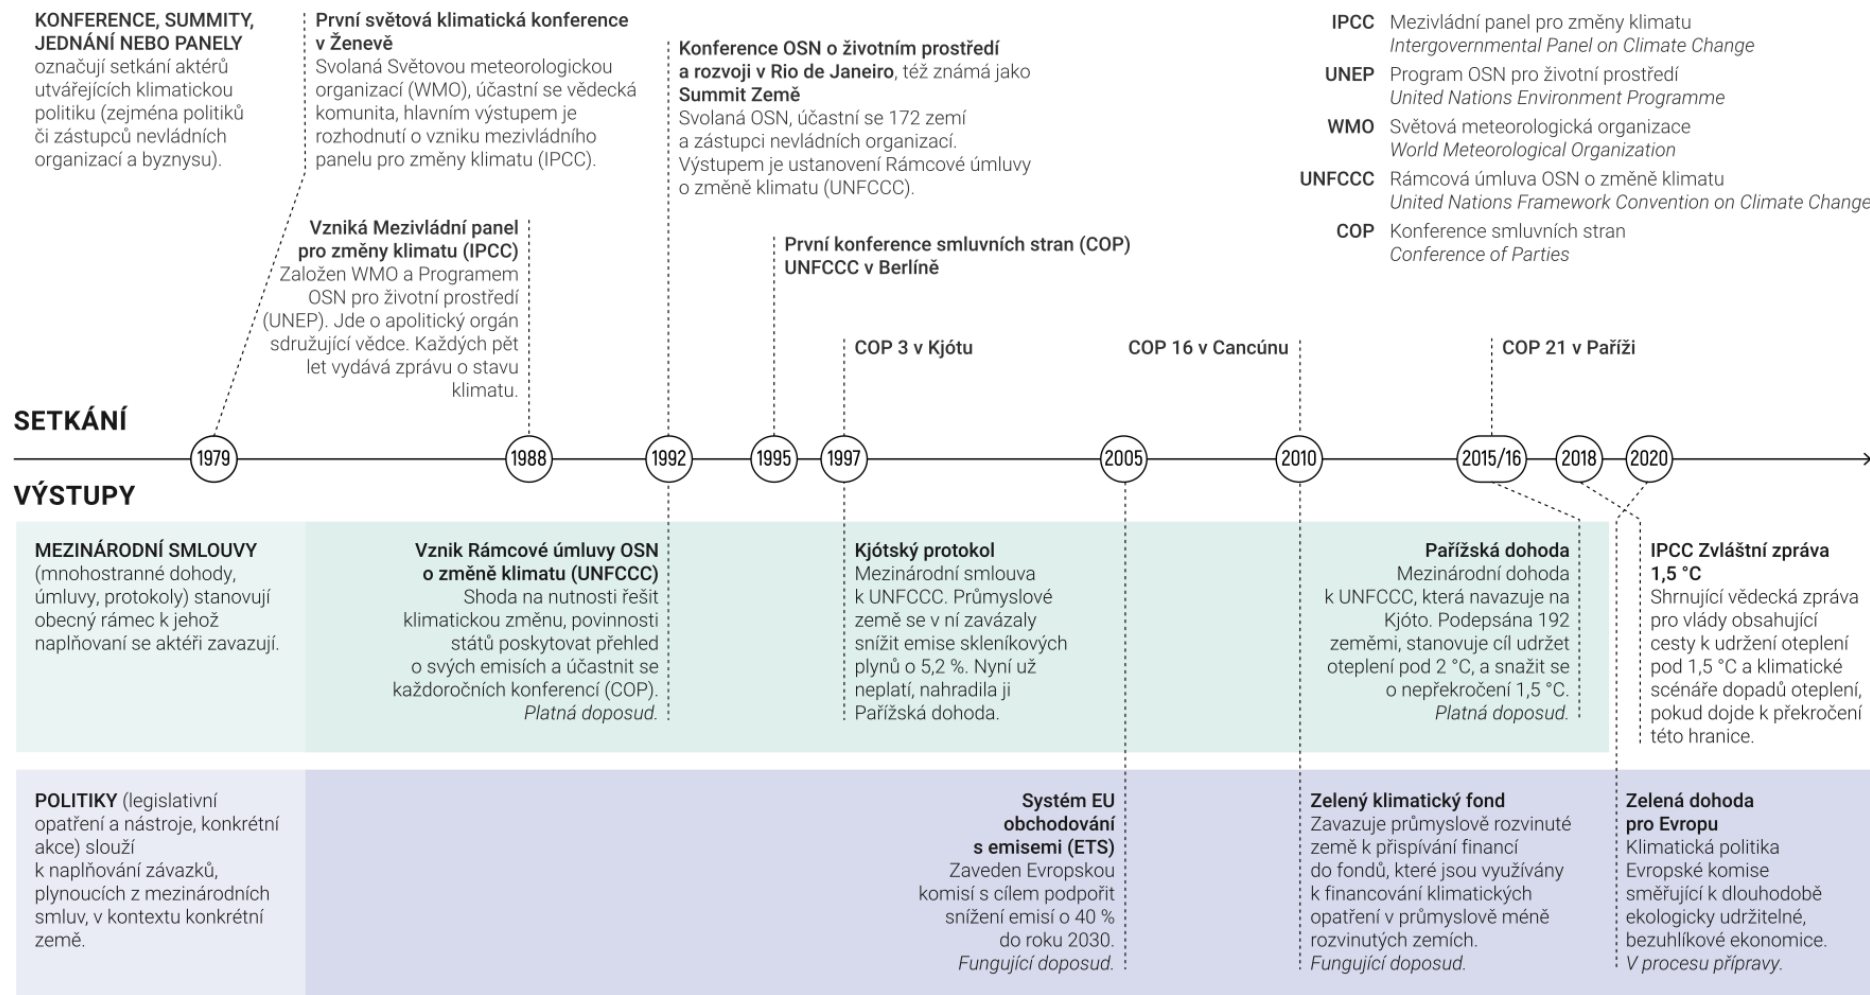 KONFERENCE, SUMMITY,
JEDNÁNÍ NEBO PANELY
označují setkání aktérů
utvářejících klimatickou
politiku (zejména politiků
či zástupců nevládních
organizací a byznysu).
První světová klimatická konference
v Ženevě
Svolaná Světovou meteorologickou
organizací (WMO), účastní se vědecká
komunita, hlavním výstupem je
rozhodnutí o vzniku mezivládního
panelu pro změny klimatu (IPCC).
Vzniká Mezivládní panel
pro změny klimatu (IPCC)
Založen WMO a Programem
OSN pro životní prostředí
(UNEP). Jde o apolitický orgán
sdružující vědce. Každých pět
let vydává zprávu o stavu
klimatu.
Konference OSN o životním prostředí
a rozvoji v Rio de Janeiro, též známá jako
Summit Země
Svolaná OSN, účastní se 172 zemí
a zástupci nevládních organizací.
Výstupem je ustanovení Rámcové úmluvy
o změně klimatu (UNFCCC).
První konference smluvních stran (COP)
UNFCCC v Berlíně
COP 3 v Kjótu
COP 16 v Cancúnu
COP 21 v Paříži
IPCC Mezivládní panel pro změny klimatu
Intergovernmental Panel on Climate Change
UNEP Program OSN pro životní prostředí
United Nations Environment Programme
WMO Světová meteorologická organizace
World Meteorological Organization
UNFCCC Rámcová úmluva OSN o změně klimatu
United Nations Framework Convention on Climate Change
COP Konference smluvních stran
Conference of Parties
SETKÁNÍ
1979 1988 1992 1995 1997 2005 2010 2015/16 2018 2020
VÝSTUPY
MEZINÁRODNÍ SMLOUVY
(mnohostranné dohody,
úmluvy, protokoly) stanovují
obecný rámec k jehož
naplňovaní se aktéři zavazují.
Vznik Rámcové úmluvy OSN
o změně klimatu (UNFCCC)
Shoda na nutnosti řešit
klimatickou změnu, povinnosti
států poskytovat přehled
o svých emisích a účastnit se
každoročních konferencí (COP).
Platná doposud.
Kjótský protokol
Mezinárodní smlouva
k UNFCCC. Průmyslové
země se v ní zavázaly
snížit emise skleníkových
plynů o 5,2 %. Nyní už
neplatí, nahradila ji
Pařížská dohoda.
Pařížská dohoda
Mezinárodní dohoda
k UNFCCC, která navazuje na
Kjóto. Podepsána 192
zeměmi, stanovuje cíl udržet
oteplení pod 2 °C, a snažit se
o nepřekročení 1,5 °C.
Platná doposud.
IPCC Zvláštní zpráva
1,5 °C
Shrnující vědecká zpráva
pro vlády obsahující
cesty k udržení oteplení
pod 1,5 °C a klimatické
scénáře dopadů oteplení,
pokud dojde k překročení
této hranice.
POLITIKY (legislativní
opatření a nástroje, konkrétní
akce) slouží
k naplňování závazků,
plynoucích z mezinárodních
smluv, v kontextu konkrétní
země.
Systém EU
obchodování
s emisemi (ETS)
Zaveden Evropskou
komisí s cílem podpořit
snížení emisí o 40 %
do roku 2030.
Fungující doposud.
Zelený klimatický fond
Zavazuje průmyslově rozvinuté
země k přispívání financí
do fondů, které jsou využívány
k financování klimatických
opatření v průmyslově méně
rozvinutých zemích.
Fungující doposud.
Zelená dohoda
pro Evropu
Klimatická politika
Evropské komise
směřující k dlouhodobě
ekologicky udržitelné,
bezuhlíkové ekonomice.
V procesu přípravy.